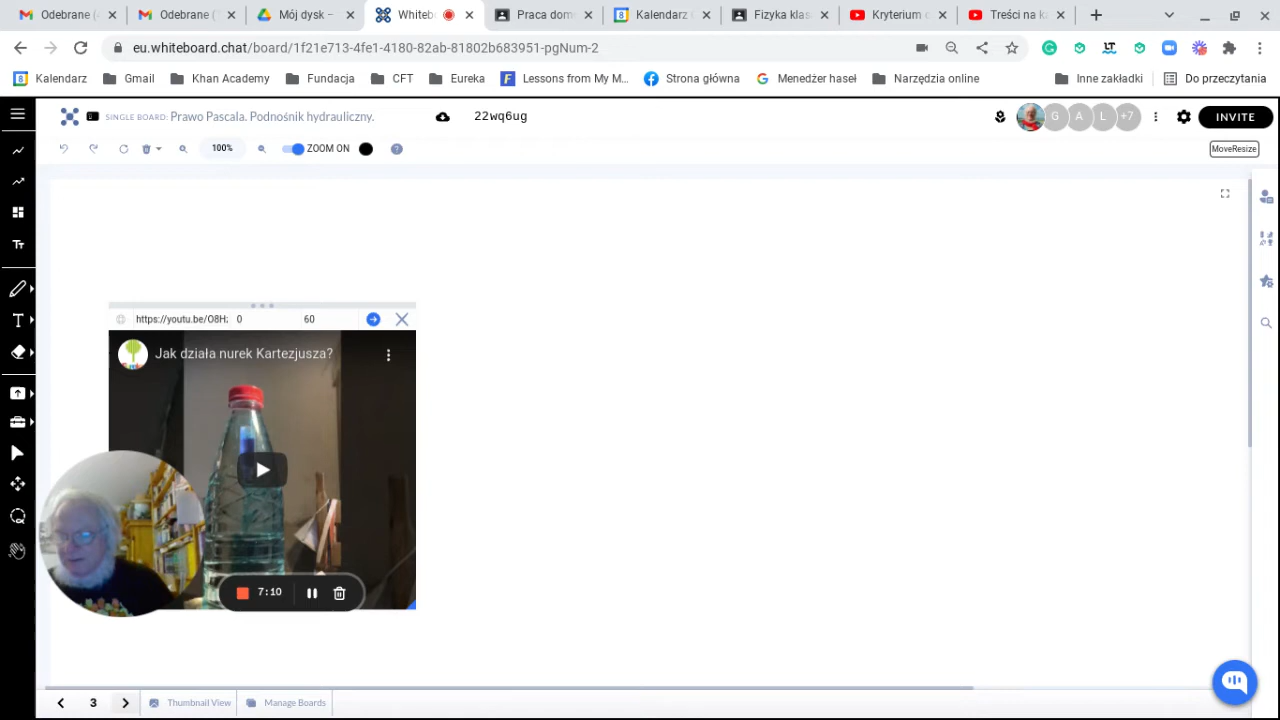 Odebrane (4
Odebrane (
Mój dysk –
Whiteb
Praca dom
Kalendarz
Fizyka klas
Kryterium
Treści na k
eu.whiteboard.chat/board/1f21e713-4fe1-4180-82ab-81002b683951-pgNum-2
Kalendarz
Gmail
Khan Academy
Fundacja
CFT
Eureka
Lessons from My M...
Strona główna
Menedżer haseł
Narzędzia online
Inne zakładki
Do przeczytania
SINGLE BOARD: Prawo Pascala. Podnośnik hydrauliczny.
22wq6ug
G
A
L
+7
INVITE
100%
ZOOM ON
MoveResize
https://youtu.be/O8H
0
60
Jak działa nurek Kartezjusza?
7:10
3
Thumbnail View
Manage Boards